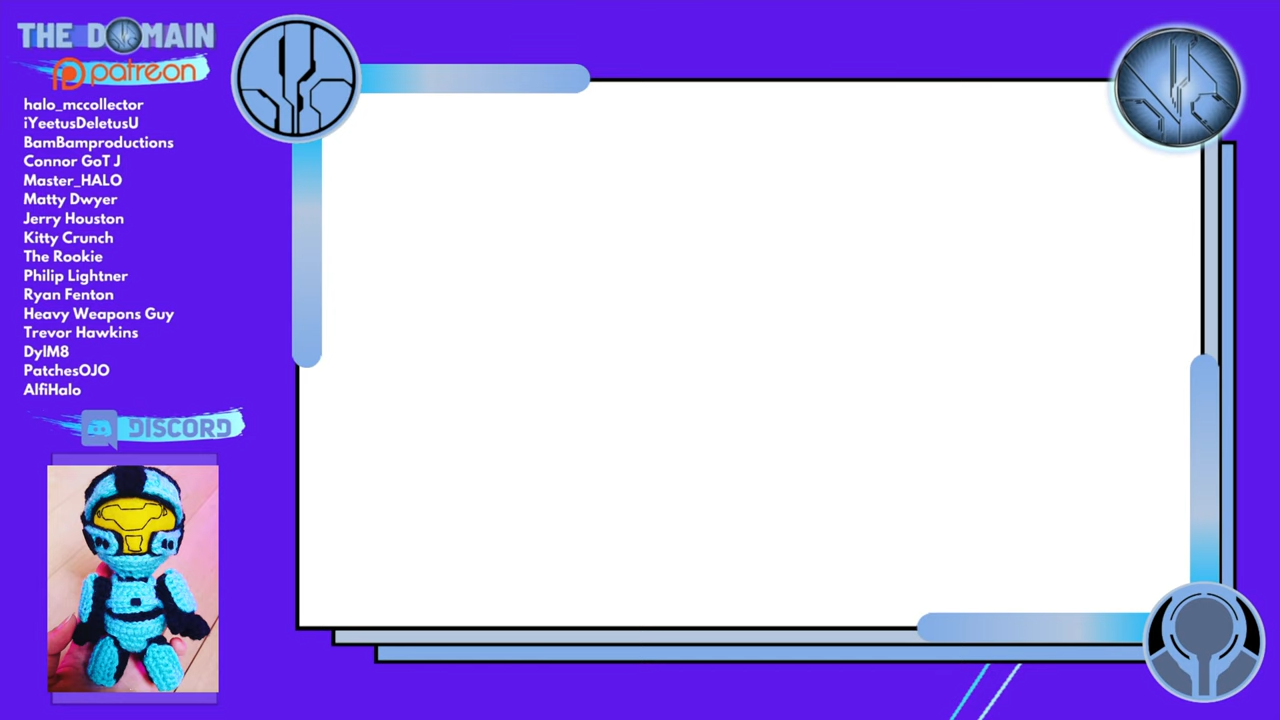 THE DOMAIN
patreon
halo_mccollector
iYeetusDeletusU
BamBamproductions
Connor GoT J
Master_HALO
Matty Dwyer
Jerry Houston
Kitty Crunch
The Rookie
Philip Lightner
Ryan Fenton
Heavy Weapons Guy
Trevor Hawkins
DylM8
PatchesOJO
AlfiHalo
DISCORD